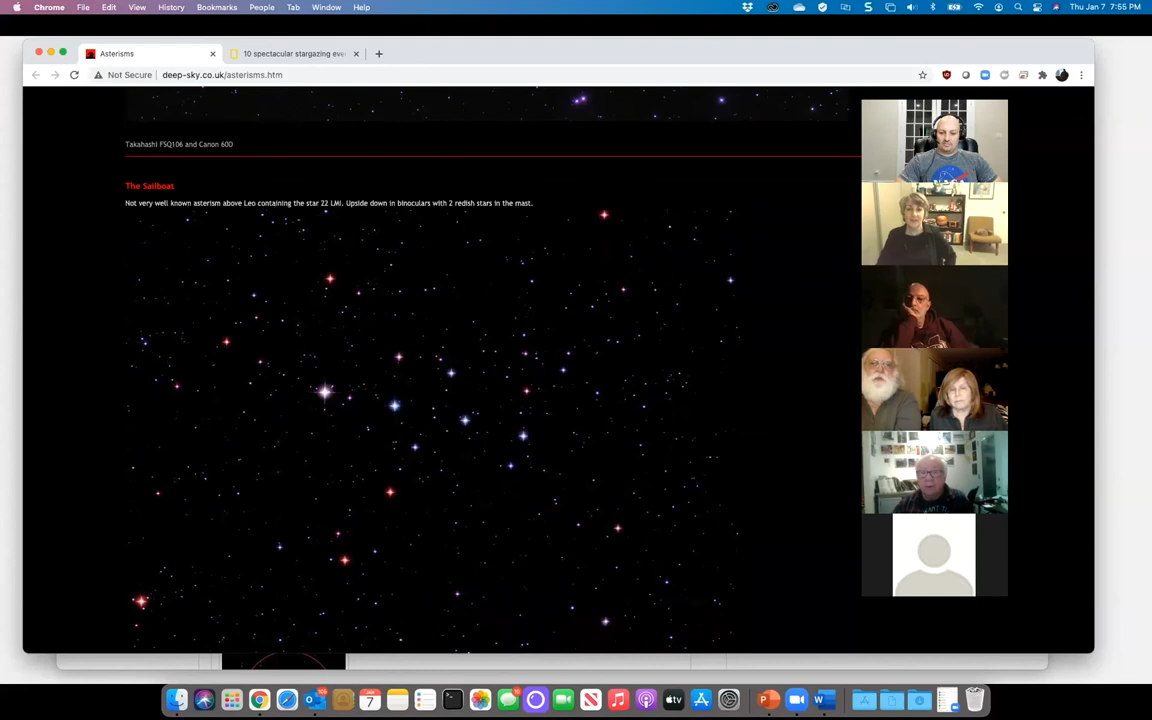 Chrome File Edit View History Bookmarks People Tab Window Help
Thu Jan 7 7:55 PM
Asterisms
10 spectacular stargazing eve
Not Secure
deep-sky.co.uk/asterisms.htm
Takahashi FSQ106 and Canon 60D
The Sailboat
Not very well known asterism above Leo containing the star 22 LMI. Upside down in binoculars with 2 redish stars in the mast.
JAN
7